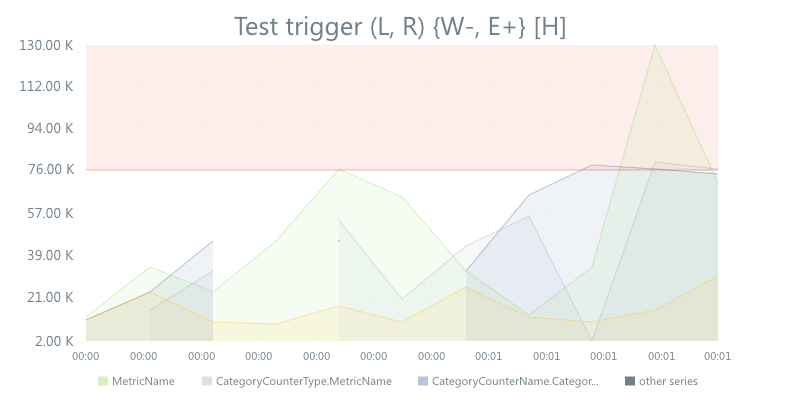 Test trigger (L, R) {W-, E+} [H]
130.00 K
112.00 K
94.00 K
76.00 K
57.00 K
39.00 K
21.00 K
2.00 K
00:00 00:00 00:00 00:00 00:00 00:00 00:00 00:01 00:01 00:01 00:01 00:01
MetricName CategoryCounterType.MetricName CategoryCounterName.Categor... other series